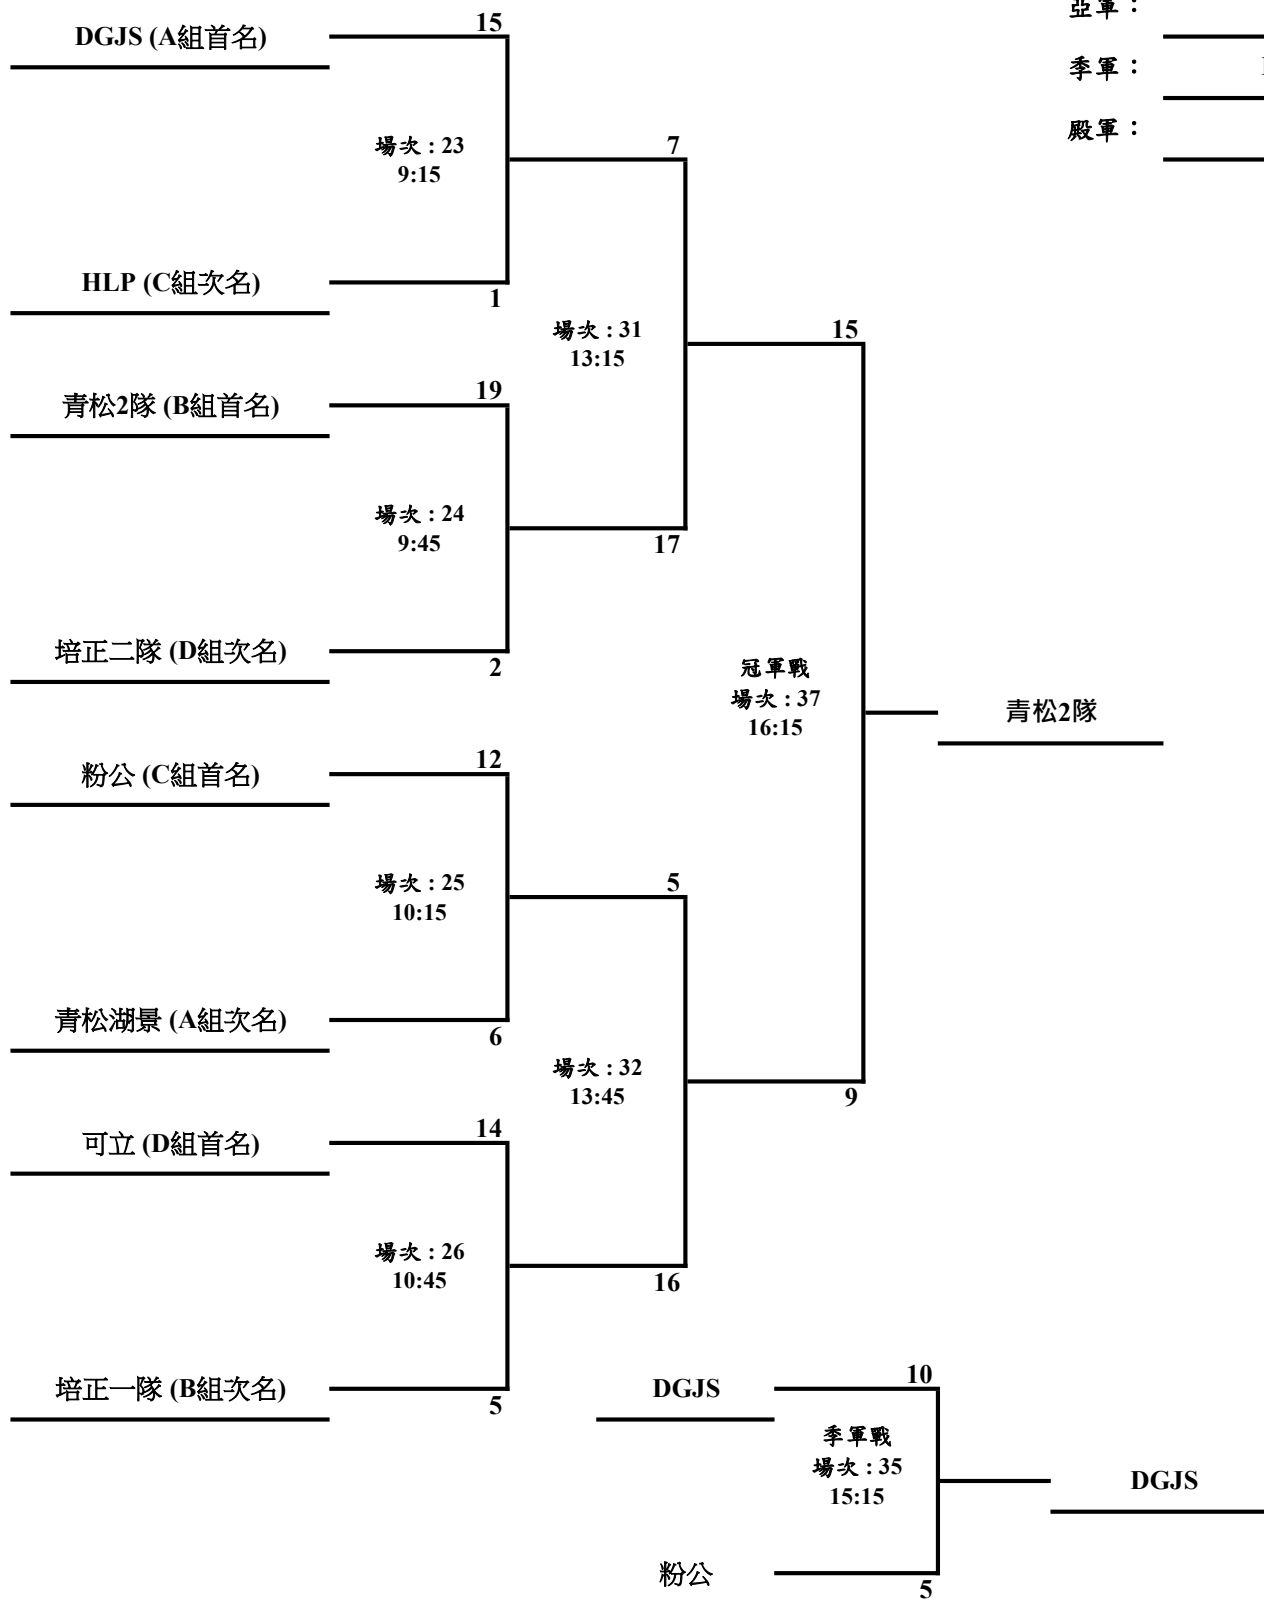 亞軍：
15
DGJS (A組首名)
季軍：
場次 : 23
9:15
7
殿軍：
HLP (C組次名)
1
場次 : 31
13:15
15
19
青松2隊 (B組首名)
場次 : 24
9:45
17
培正二隊 (D組次名)
2
冠軍戰
場次 : 37
16:15
青松2隊
12
粉公 (C組首名)
場次 : 25
10:15
5
青松湖景 (A組次名)
6
場次 : 32
13:45
9
14
可立 (D組首名)
場次 : 26
10:45
16
培正一隊 (B組次名)
5
DGJS
10
季軍戰
場次 : 35
15:15
DGJS
粉公
5